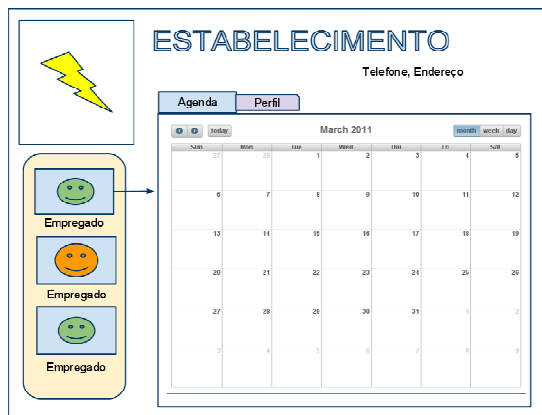 ESTABELECIMENTO
Telefone, Endereço
Agenda Perfil
today March 2011 month week day
Sun Mon Tue Wed Thu Fri Sat
27 28 1 2 3 4 5
6 7 8 9 10 11 12
13 14 15 16 17 18 19
20 21 22 23 24 25 26
27 28 29 30 31 1 2
3 4 5 6 7 8 9
Empregado
Empregado
Empregado